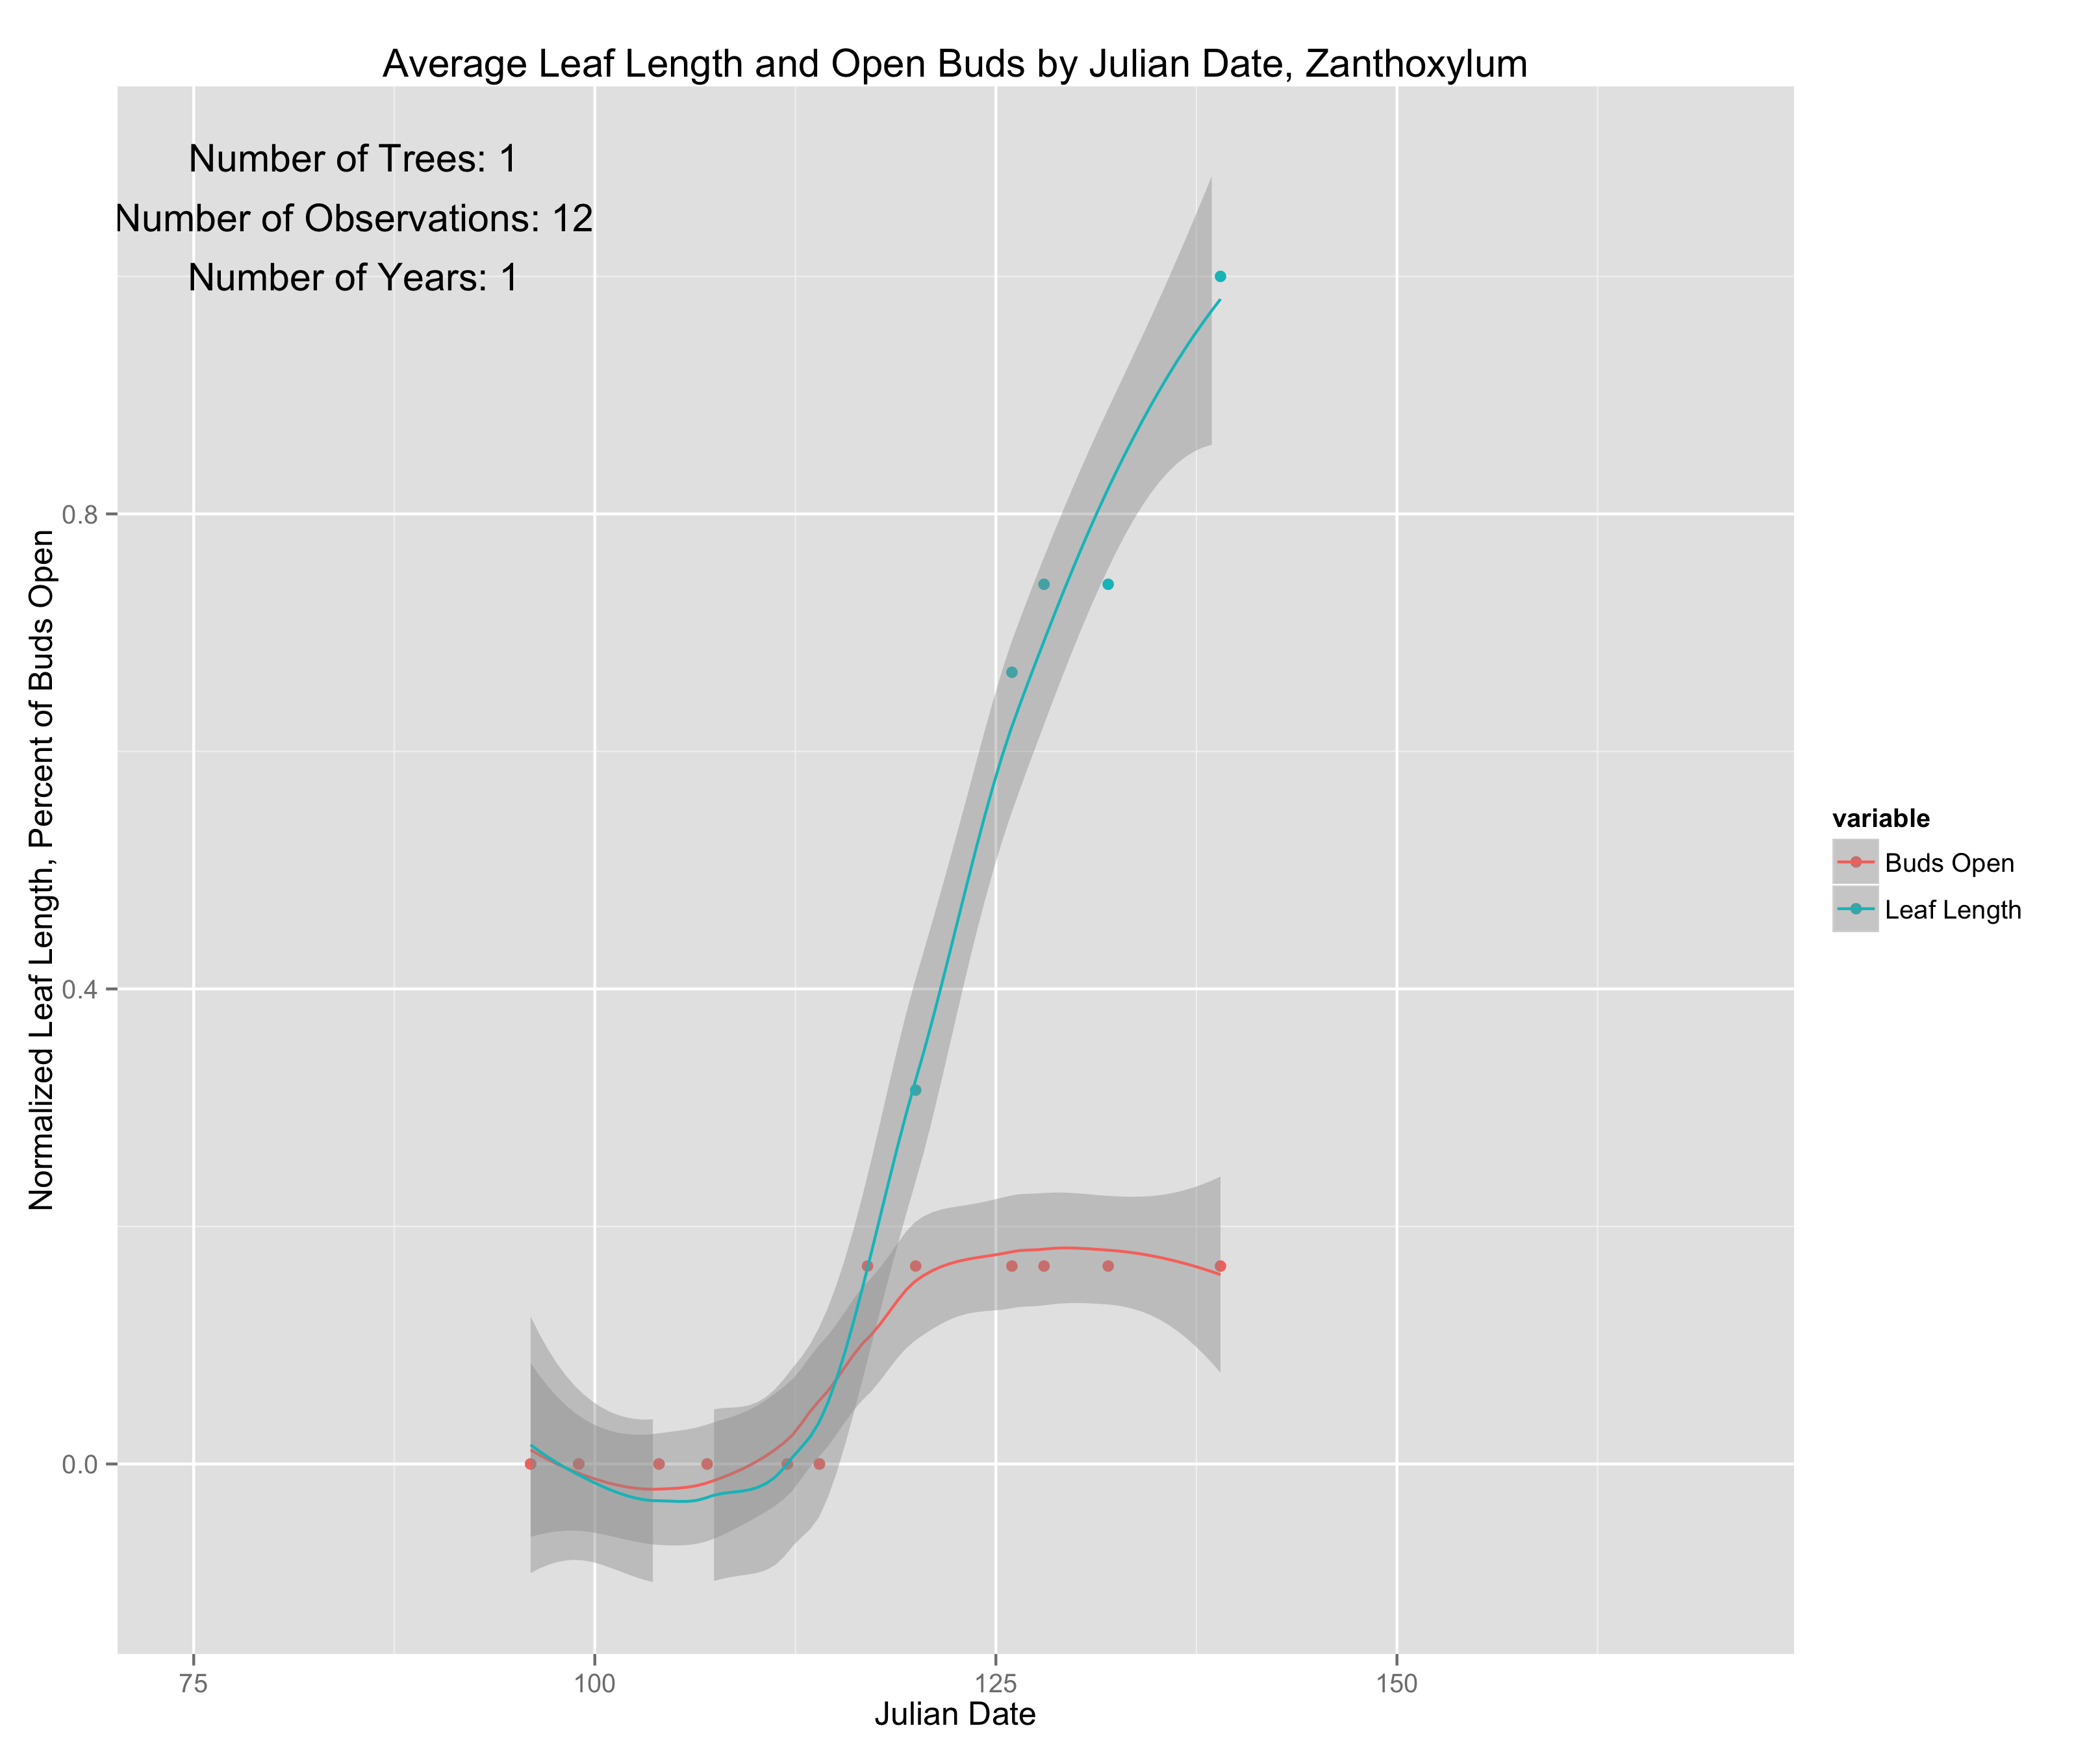 Average Leaf Length and Open Buds by Julian Date, Zanthoxylum
Number of Trees: 1
Number of Observations: 12
Number of Years: 1
Normalized Leaf Length, Percent of Buds Open
0.8
0.4
0.0
75
100
125
150
Julian Date
variable
Buds Open
Leaf Length